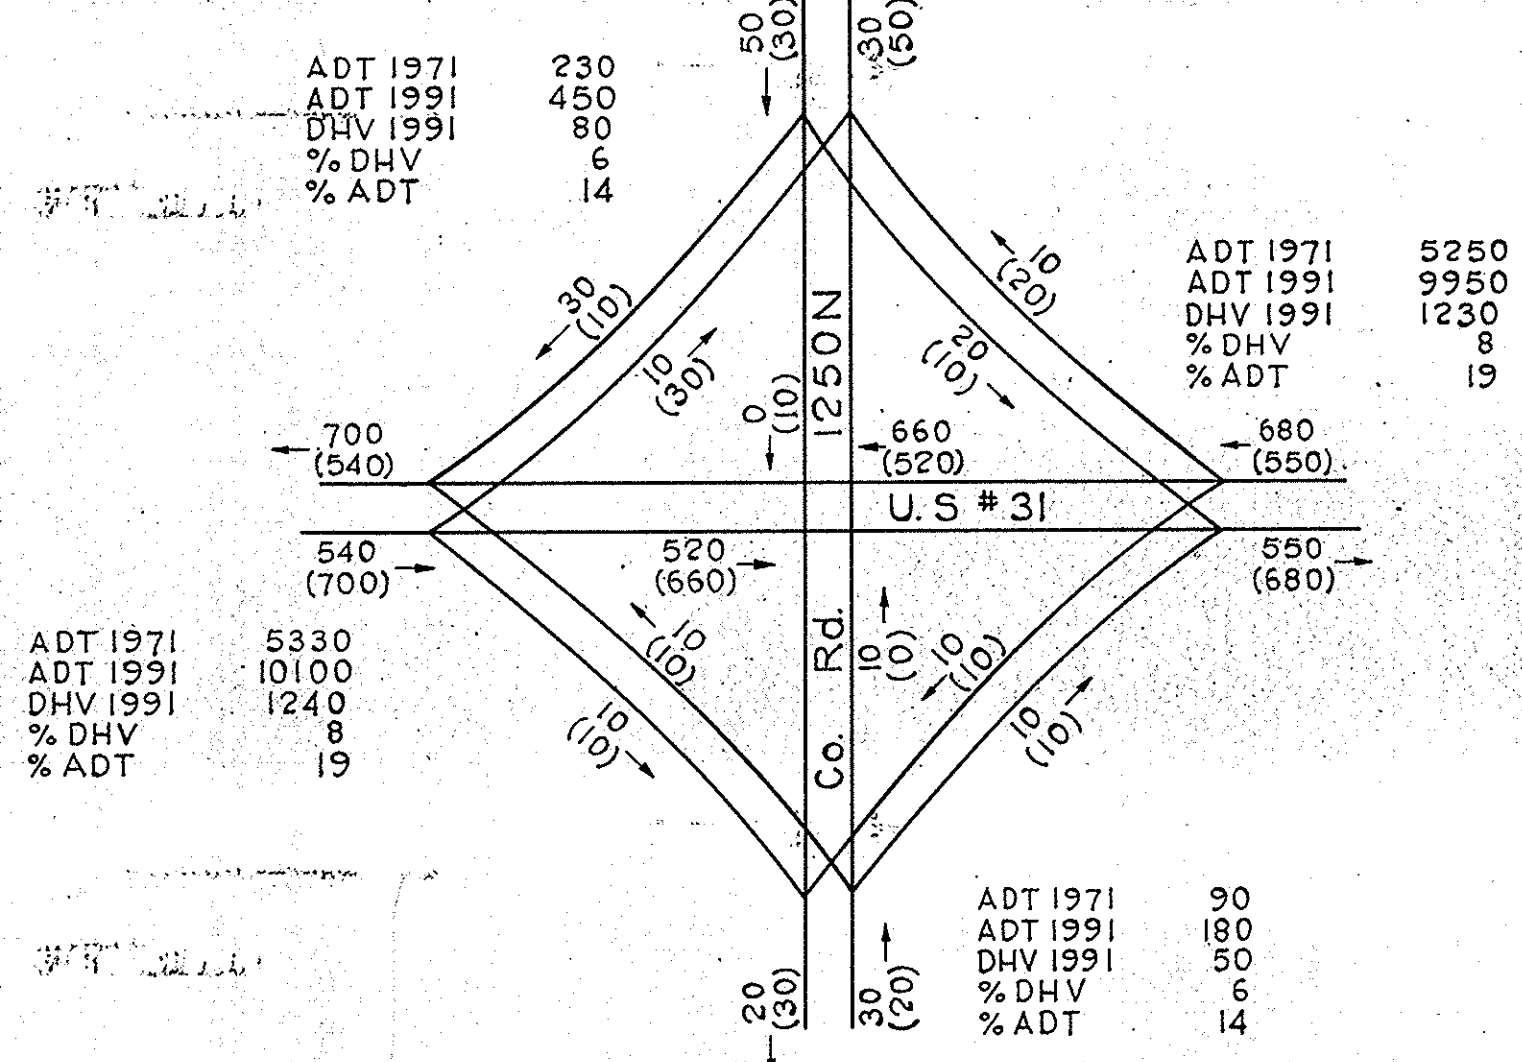 50
(30)
30
(50)
ADT 1971 230
ADT 1991 450
DHV 1991 80
% DHV 6
% ADT 14
ADT 1971 5250
ADT 1991 9950
DHV 1991 1230
% DHV 8
% ADT 19
30
(10)
10
(30)
10
(20)
20
(10)
0
(10)
1250N
700
(540)
660
(520)
680
(550)
U.S #31
540
(700)
520
(660)
550
(680)
10
(10)
10
(10)
Co. Rd.
10
(0)
10
(10)
10
(10)
ADT 1971 5330
ADT 1991 10100
DHV 1991 1240
% DHV 8
% ADT 19
ADT 1971 90
ADT 1991 180
DHV 1991 50
% DHV 6
% ADT 14
20
(30)
30
(20)